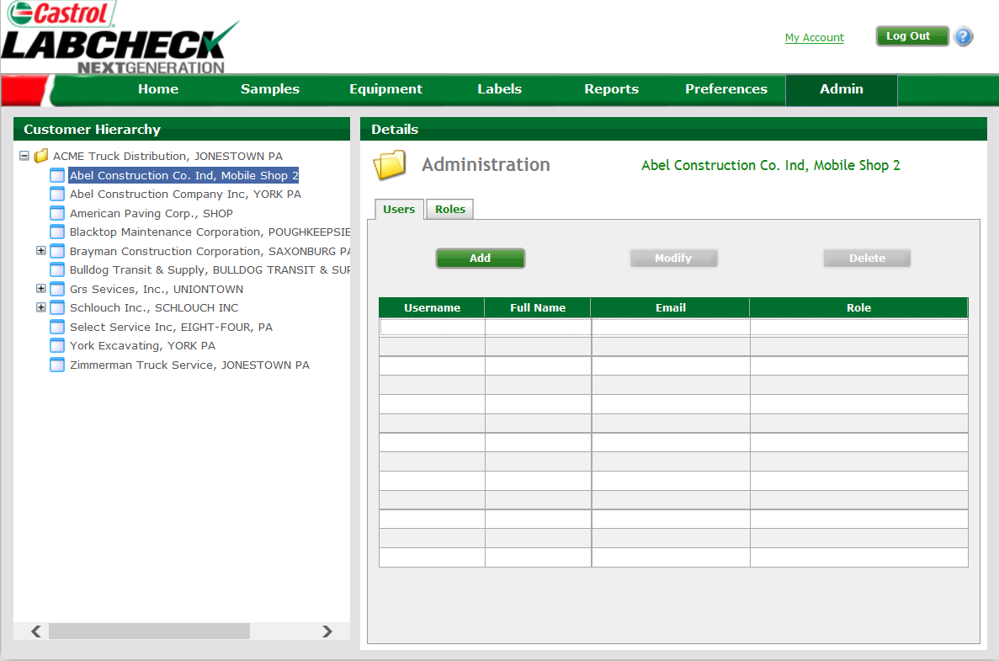 Castrol
LABCHECK
NEXTGENERATION
My Account
Log Out
?
Home Samples Equipment Labels Reports Preferences Admin
Customer Hierarchy
ACME Truck Distribution, JONESTOWN PA
Abel Construction Co. Ind, Mobile Shop 2
Abel Construction Company Inc, YORK PA
American Paving Corp., SHOP
Blacktop Maintenance Corporation, POUGHKEEPSIE
Brayman Construction Corporation, SAXONBURG PA
Bulldog Transit & Supply, BULLDOG TRANSIT & SUP
Grs Sevices, Inc., UNIONTOWN
Schlouch Inc., SCHLOUCH INC
Select Service Inc, EIGHT-FOUR, PA
York Excavating, YORK PA
Zimmerman Truck Service, JONESTOWN PA
Details
Administration
Abel Construction Co. Ind, Mobile Shop 2
Users Roles
Add Modify Delete
Username Full Name Email Role